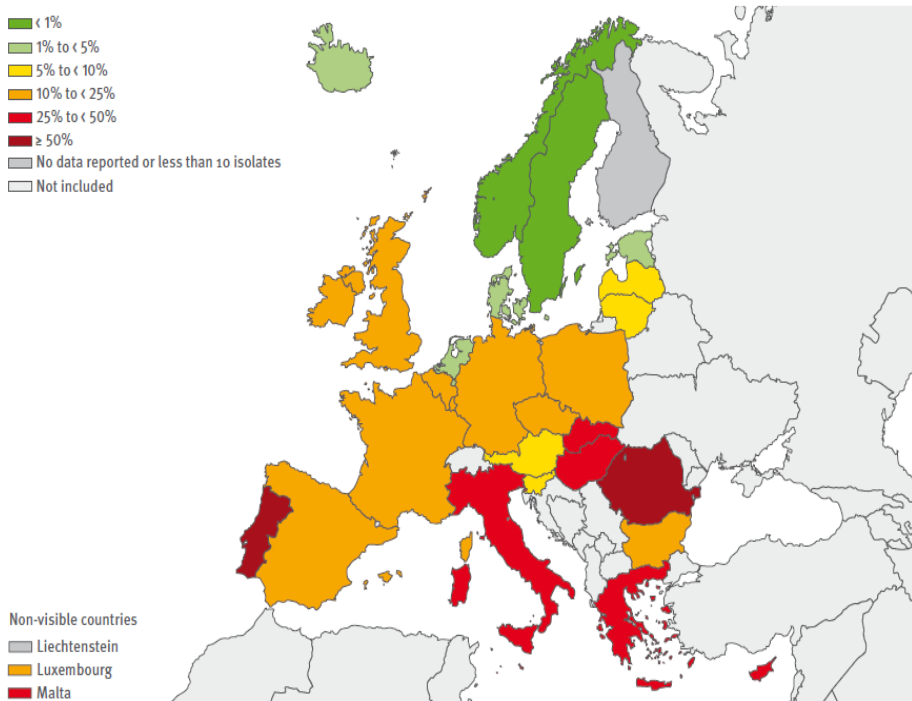 < 1%
1% to < 5%
5% to < 10%
10% to < 25%
25% to < 50%
≥ 50%
No data reported or less than 10 isolates
Not included
Non-visible countries
Liechtenstein
Luxembourg
Malta